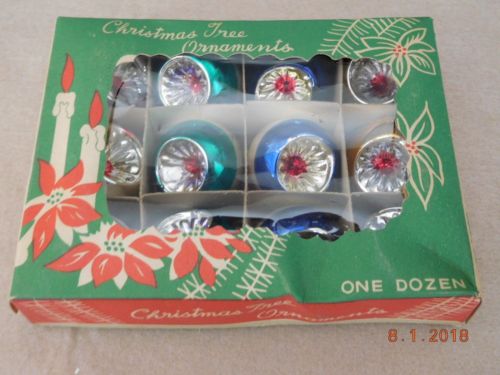 Christmas Tree
Ornaments
ONE DOZEN
Christmas Tree Ornaments
8.1.2018